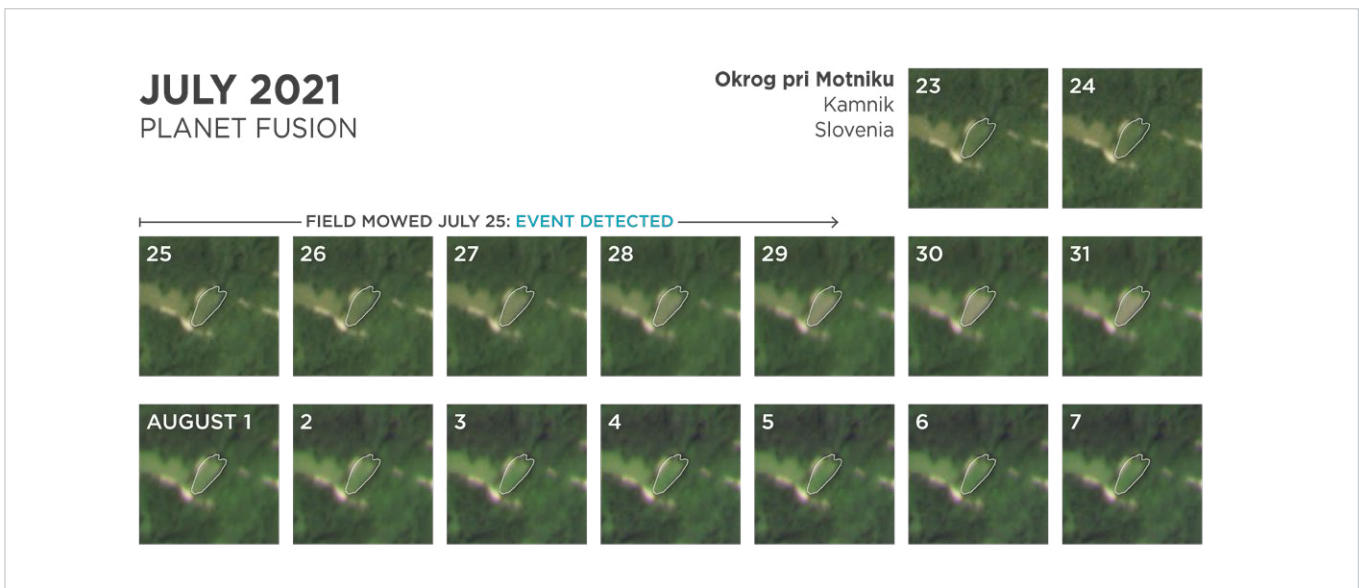 JULY 2021
PLANET FUSION
Okrog pri Motniku
Kamnik
Slovenia
23
24
FIELD MOWED JULY 25: EVENT DETECTED
25
26
27
28
29
30
31
AUGUST 1
2
3
4
5
6
7